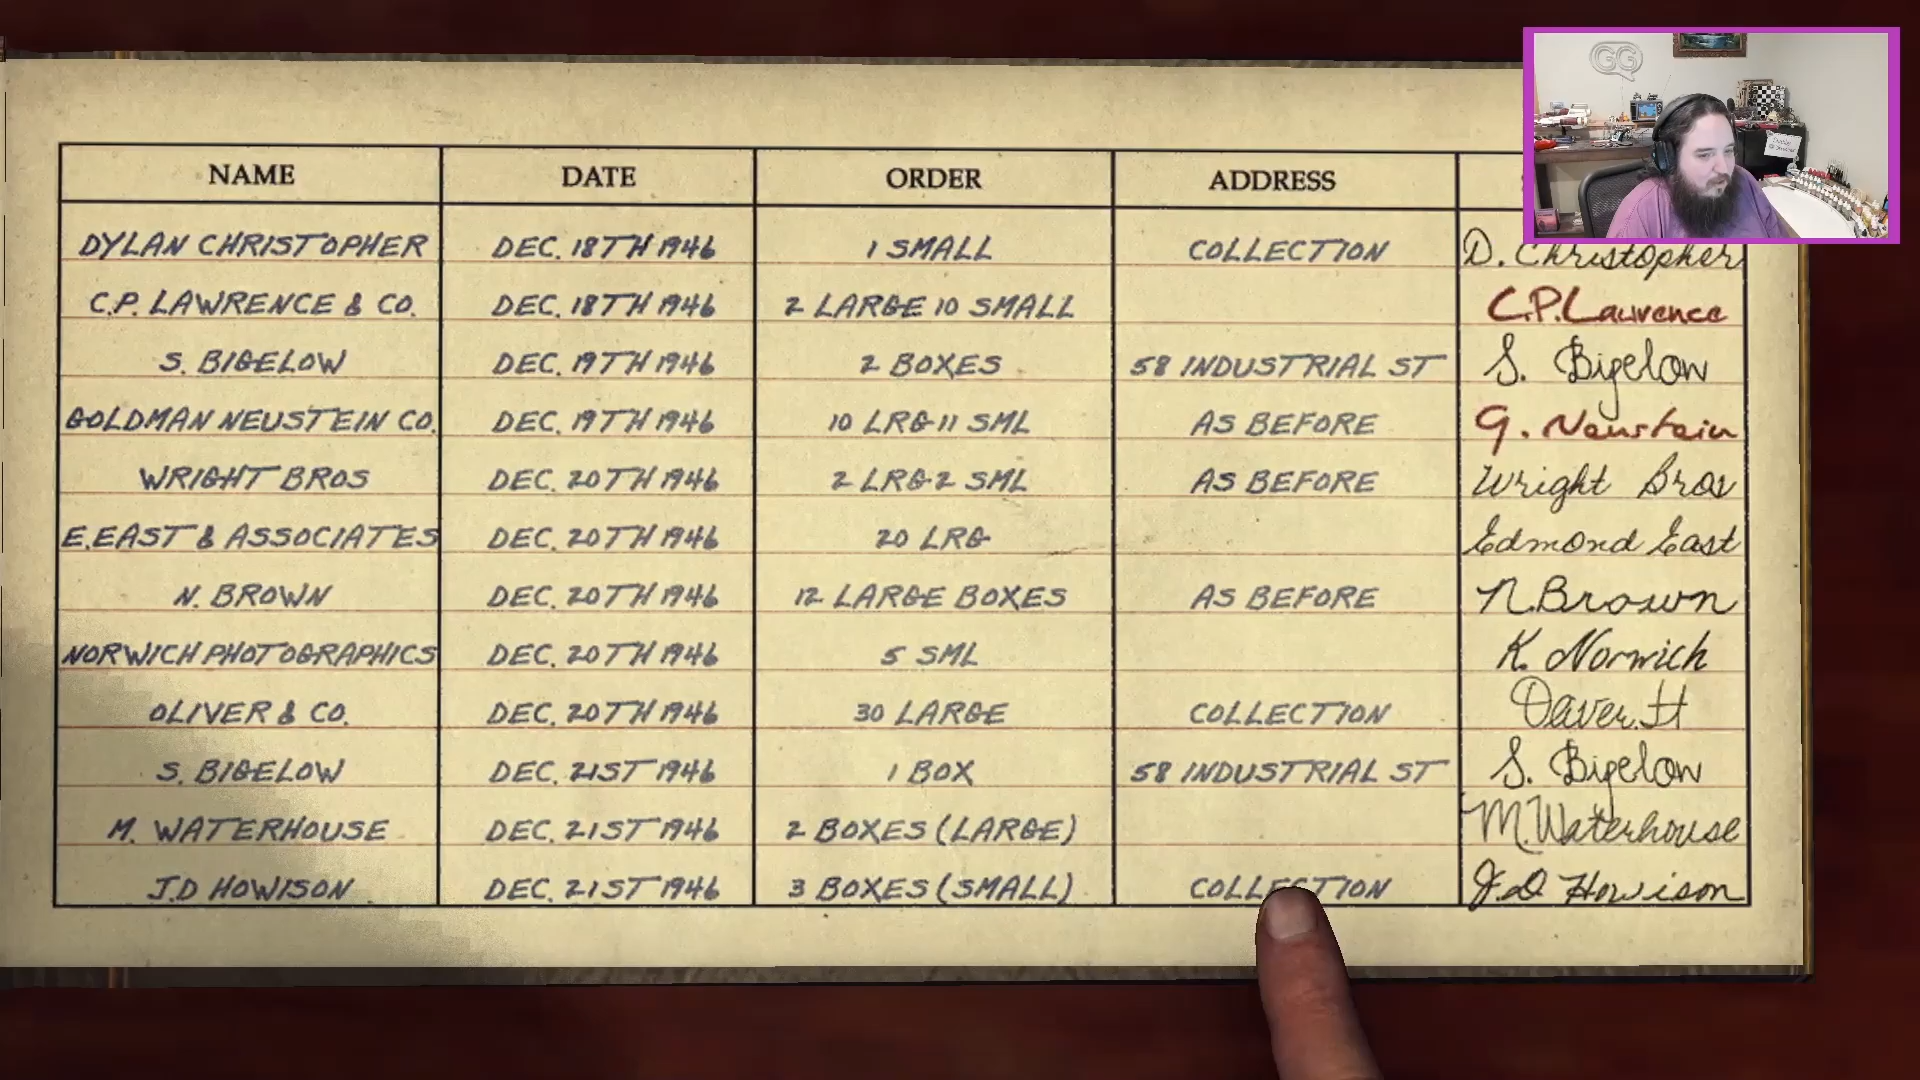 GG
NAME DATE ORDER ADDRESS
DYLAN CHRISTOPHER DEC. 18TH 1946 1 SMALL COLLECTION D. Christopher
C.P. LAWRENCE & CO. DEC. 18TH 1946 2 LARGE 10 SMALL C.P. Lawrence
S. BIGELOW DEC. 19TH 1946 2 BOXES 58 INDUSTRIAL ST S. Bigelow
GOLDMAN NEUSTEIN CO. DEC. 19TH 1946 10 LRG 11 SML AS BEFORE G. Neustein
WRIGHT BROS DEC. 20TH 1946 2 LRG 2 SML AS BEFORE Wright Bros
E.EAST & ASSOCIATES DEC. 20TH 1946 20 LRG Edmond East
N. BROWN DEC. 20TH 1946 12 LARGE BOXES AS BEFORE N.Brown
NORWICH PHOTOGRAPHICS DEC. 20TH 1946 5 SML K. Norwich
OLIVER & CO. DEC. 20TH 1946 30 LARGE COLLECTION
S. BIGELOW DEC. 21ST 1946 1 BOX 58 INDUSTRIAL ST S. Bigelow
M. WATERHOUSE DEC. 21ST 1946 2 BOXES (LARGE) M.Waterhouse
J.D HOWISON DEC. 21ST 1946 3 BOXES (SMALL) COLLECTION J.D Howison